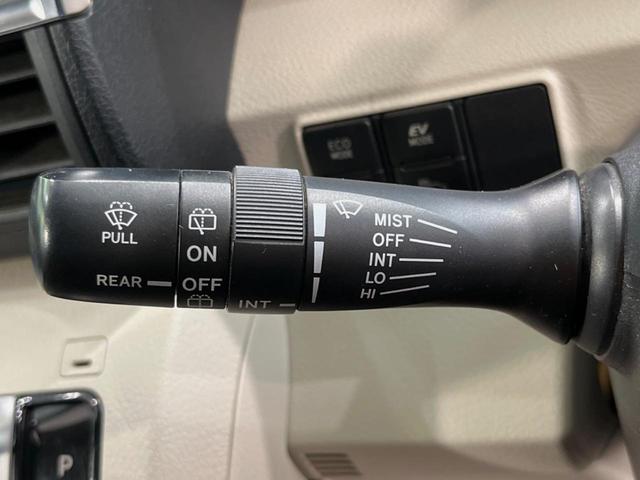 ECO
MODE
EV
MODE
PULL
REAR
ON
OFF
INT
MIST
OFF
INT
LO
HI
P